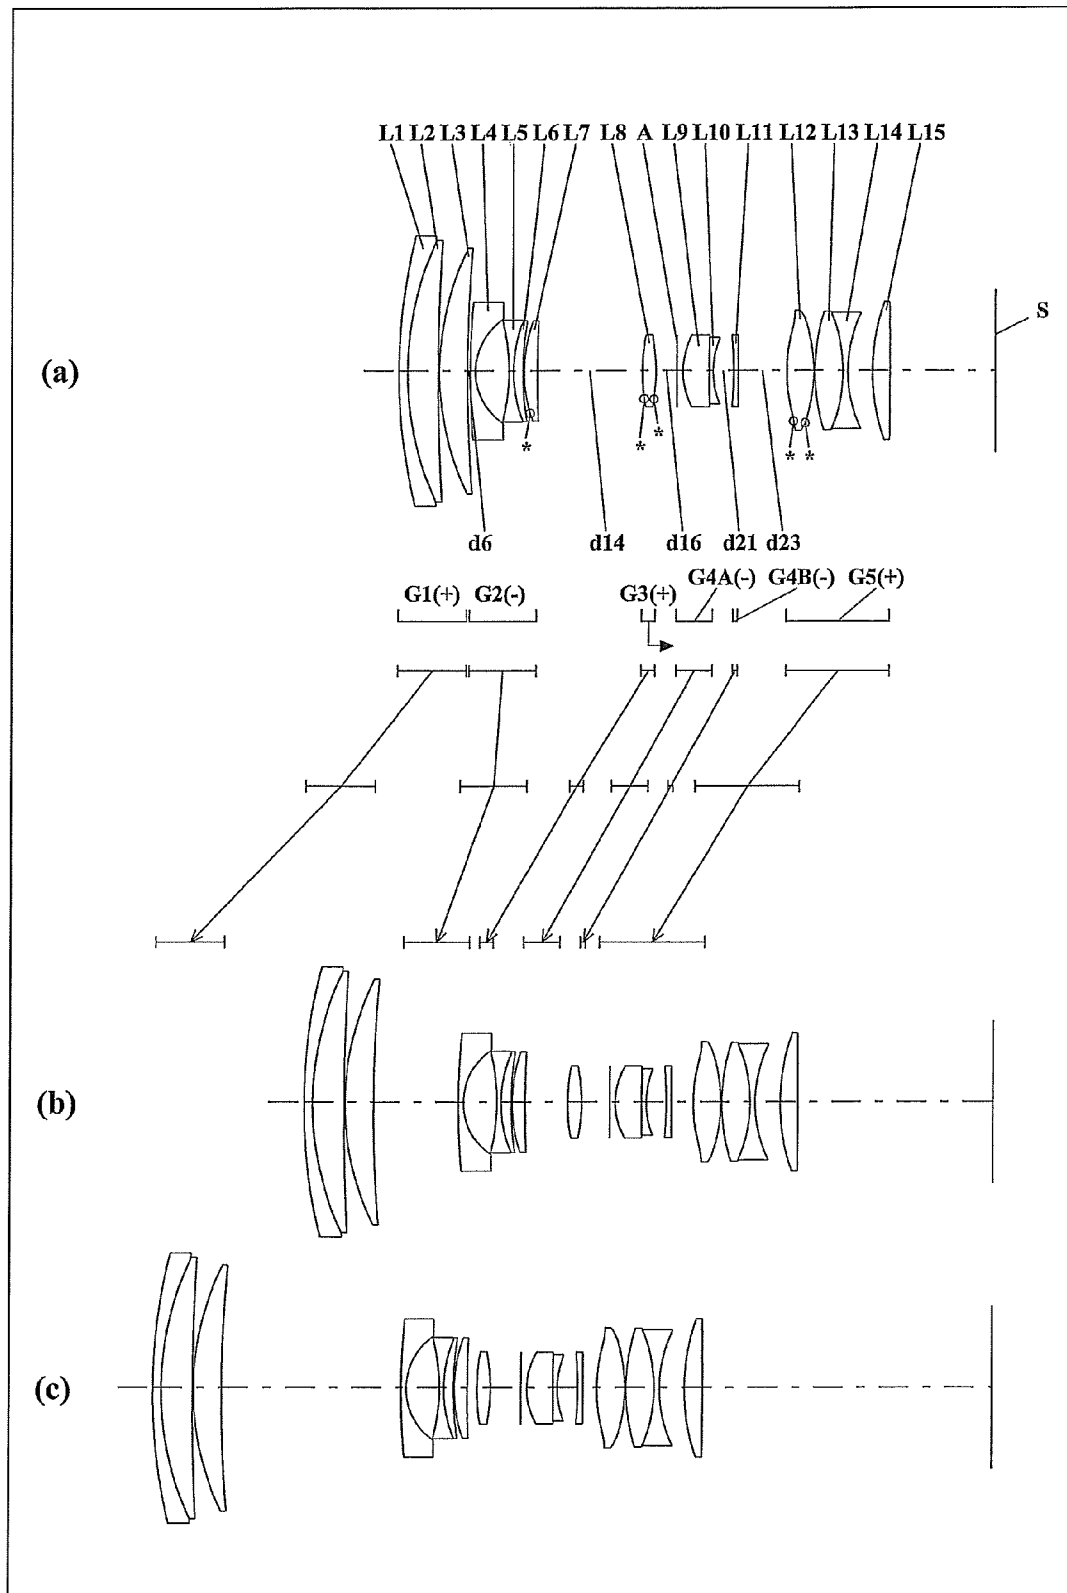 L1 L2 L3 L4 L5 L6 L7 L8 A L9 L10 L11 L12 L13 L14 L15
S
(a)
* * * * *
d6 d14 d16 d21 d23
G1(+) G2(-) G3(+) G4A(-) G4B(-) G5(+)
(b)
(c)